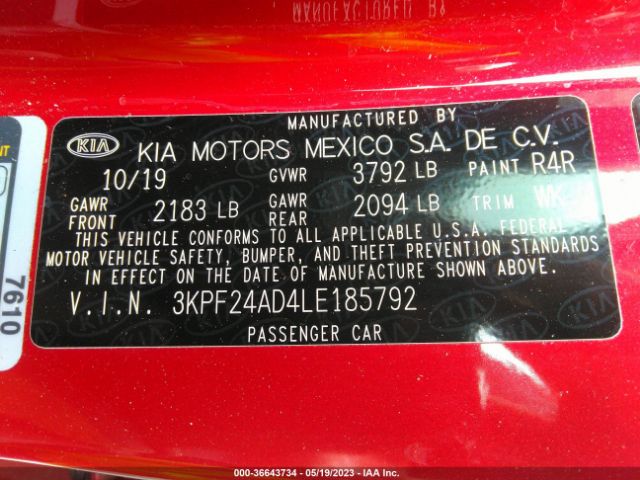 MANUFACTURED BY
MANUFACTURED BY
KIA KIA MOTORS MEXICO S.A. DE C.V.
10/19 GVWR 3792 LB PAINT R4R
GAWR FRONT 2183 LB GAWR REAR 2094 LB TRIM WK
THIS VEHICLE CONFORMS TO ALL APPLICABLE U.S.A. FEDERAL
MOTOR VEHICLE SAFETY, BUMPER, AND THEFT PREVENTION STANDARDS
IN EFFECT ON THE DATE OF MANUFACTURE SHOWN ABOVE.
V.I.N. 3KPF24AD4LE185792
PASSENGER CAR
7610
000-36643734 - 05/19/2023 - IAA Inc.